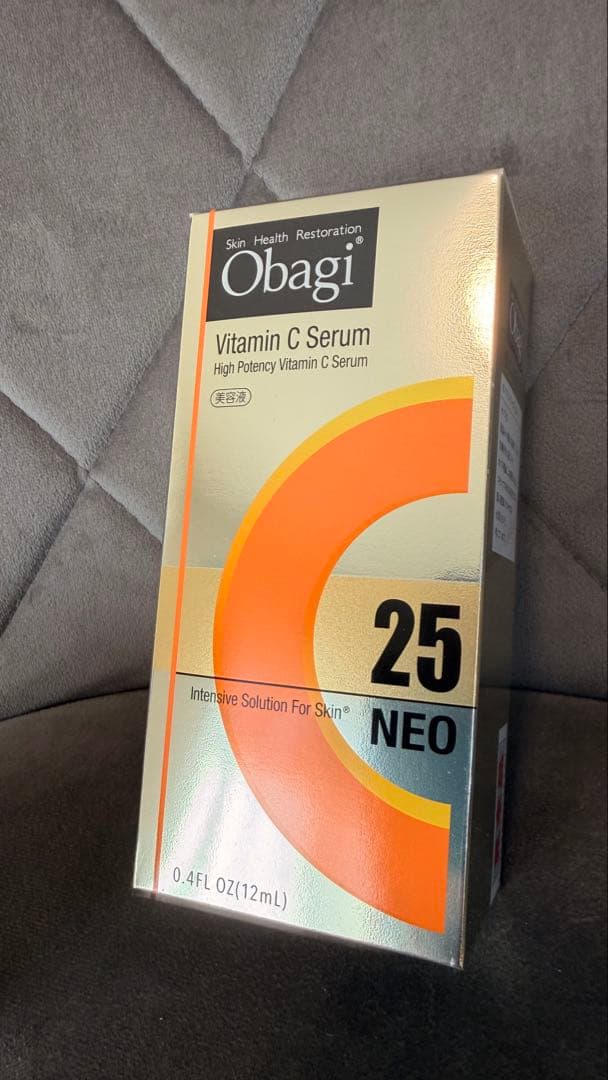 Skin Health Restoration
Obagi®
Vitamin C Serum
High Potency Vitamin C Serum
美容液
25
Intensive Solution For Skin®
NEO
0.4FL OZ(12mL)
Obagi